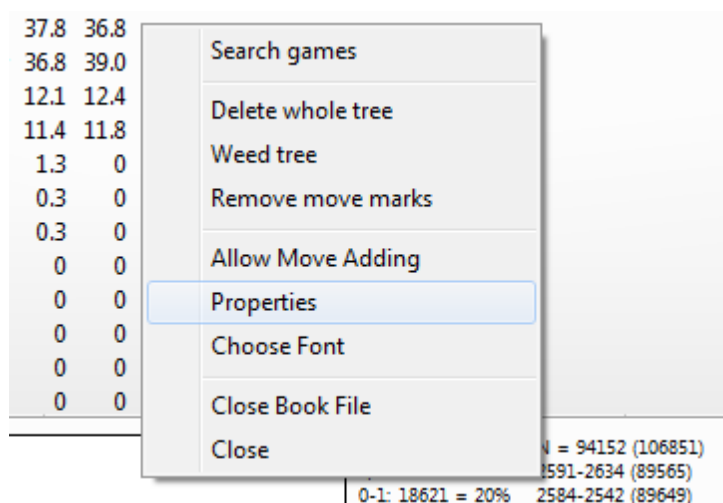 37.8 36.8
36.8 39.0
12.1 12.4
11.4 11.8
1.3 0
0.3 0
0.3 0
0 0
0 0
0 0
0 0
0 0
Search games
Delete whole tree
Weed tree
Remove move marks
Allow Move Adding
Properties
Choose Font
Close Book File
Close
= 94152 (106851)
2591-2634 (89565)
0-1: 18621 = 20% 2584-2542 (89649)